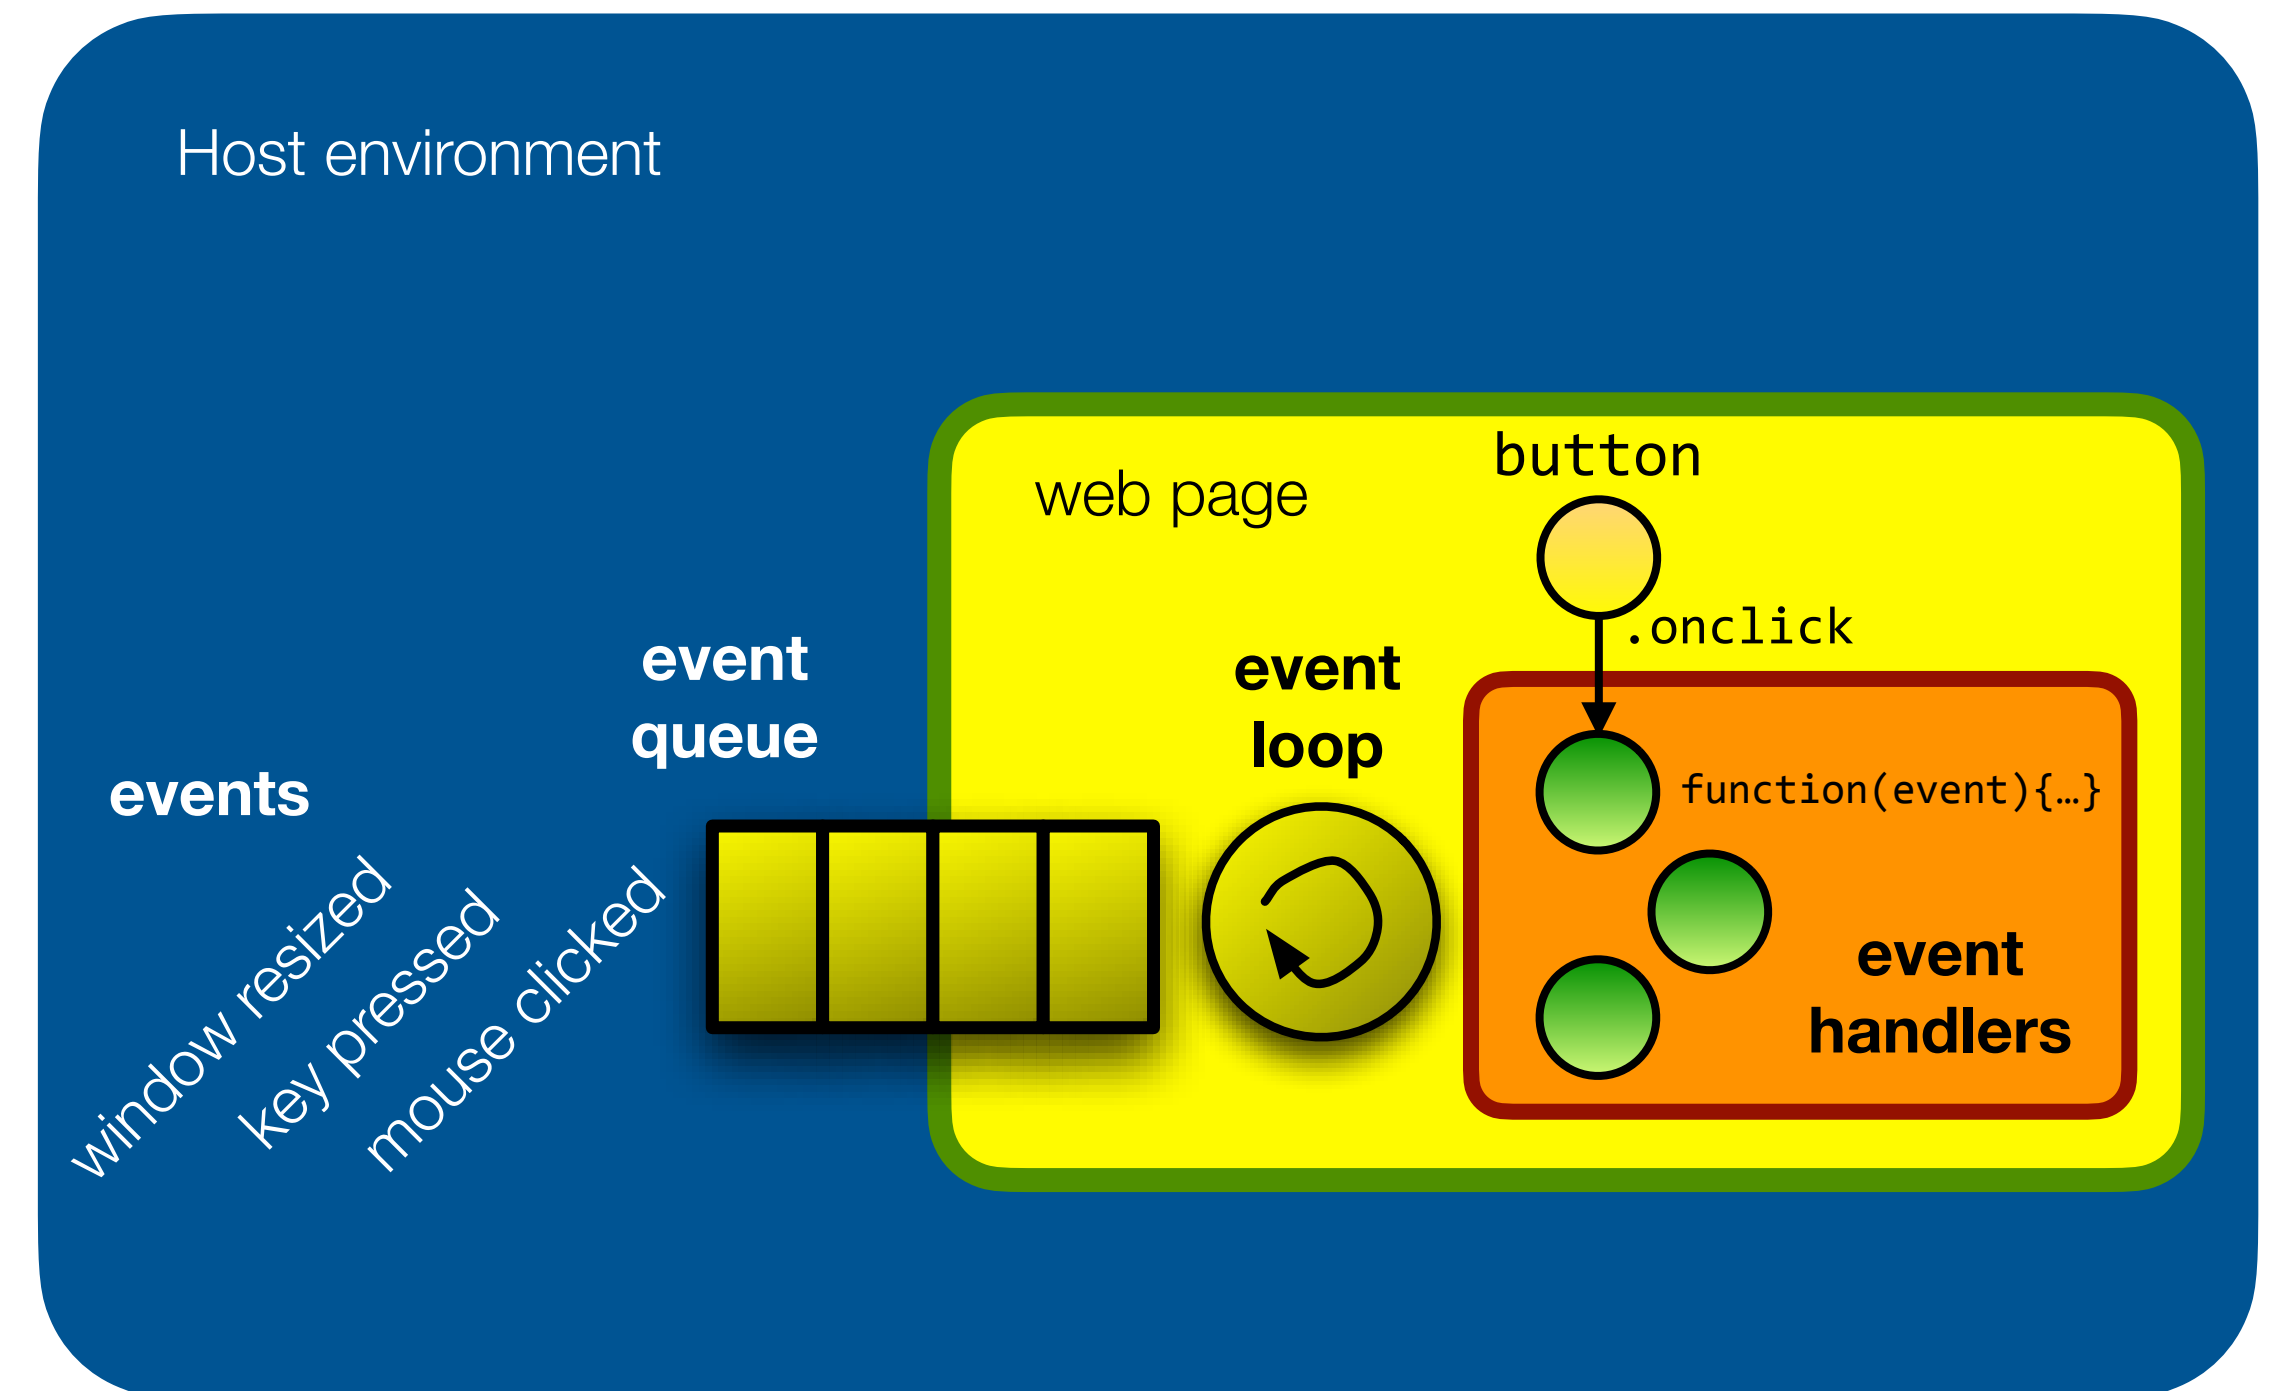 Host environment
button
web page
.onclick
event
queue
event
loop
events
function(event){…}
window resized
key pressed
mouse clicked
event
handlers